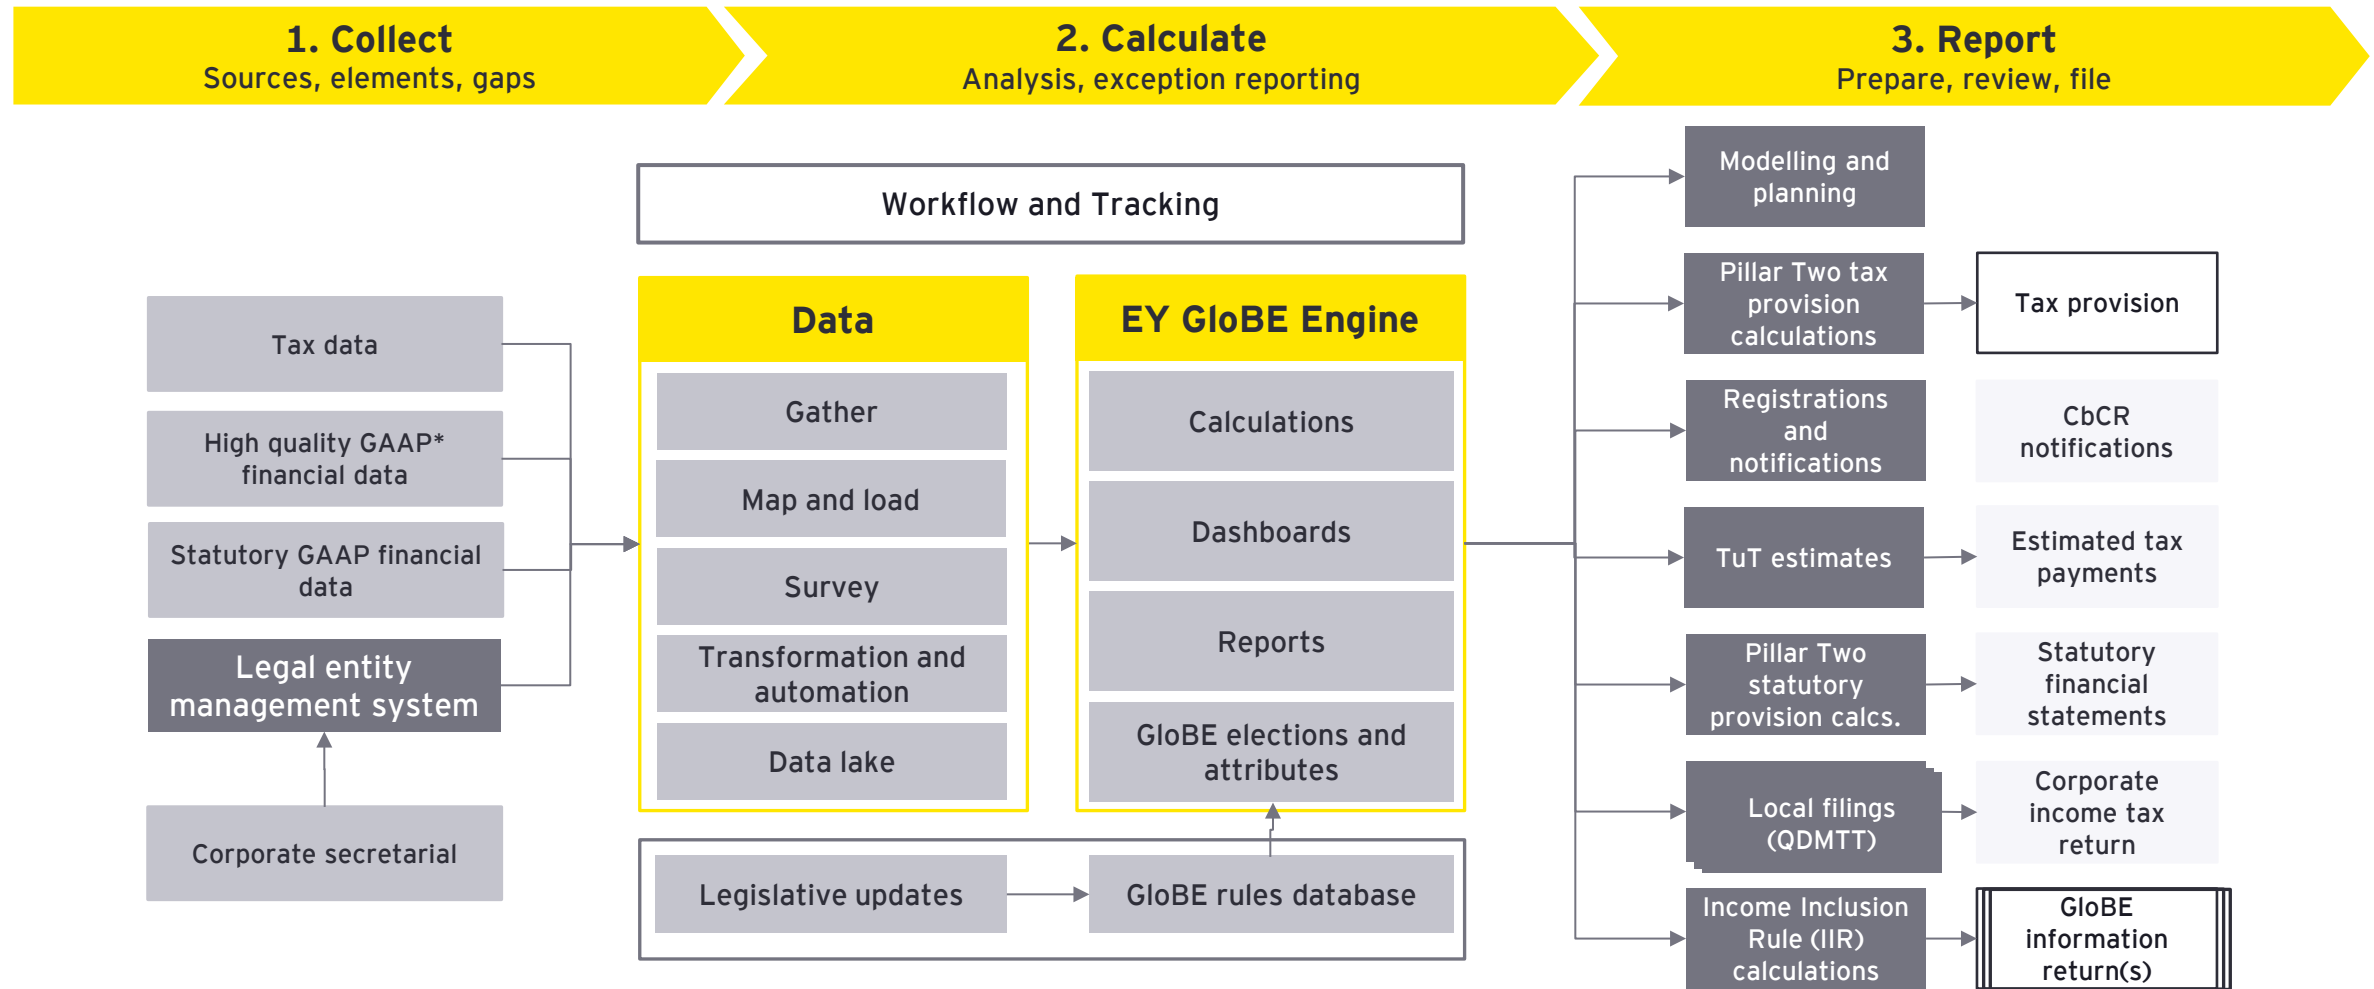 1. Collect
Sources, elements, gaps
2. Calculate
Analysis, exception reporting
3. Report
Prepare, review, file
Workflow and Tracking
Tax data
High quality GAAP*
financial data
Statutory GAAP financial
data
Legal entity
management system
Corporate secretarial
Data
Gather
Map and load
Survey
Transformation and
automation
Data lake
EY GloBE Engine
Calculations
Dashboards
Reports
GloBE elections and
attributes
Legislative updates
GloBE rules database
Modelling and
planning
Pillar Two tax
provision
calculations
Tax provision
Registrations
and
notifications
CbCR
notifications
TuT estimates
Estimated tax
payments
Pillar Two
statutory
provision calcs.
Statutory
financial
statements
Local filings
(QDMTT)
Corporate
income tax
return
Income Inclusion
Rule (IIR)
calculations
GloBE
information
return(s)